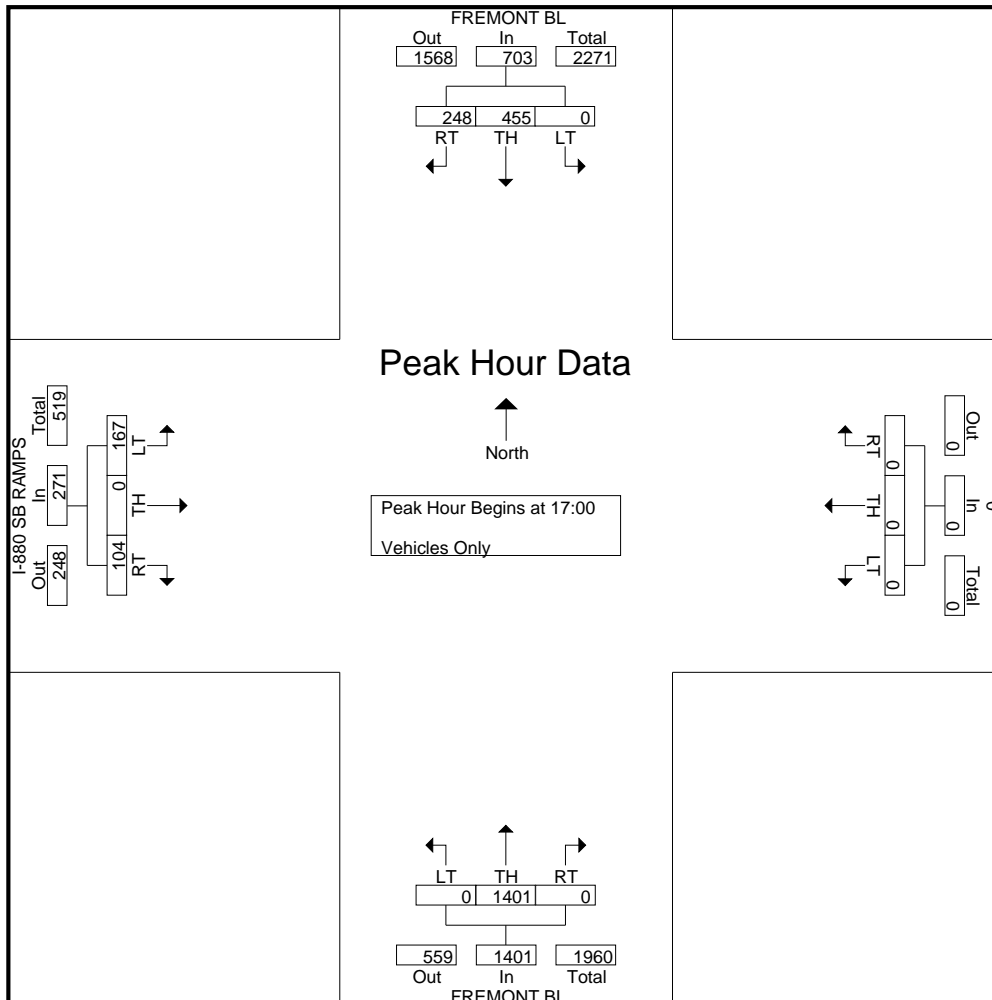 FREMONT BL
Out In Total
1568 703 2271
248 455 0
RT TH LT
Peak Hour Data
North
Peak Hour Begins at 17:00
Vehicles Only
I-880 SB RAMPS
Out In Total
248 271 519
104 0 167
RT TH LT
Out In Total
0 0 0
0 0 0
RT TH LT
LT TH RT
0 1401 0
559 1401 1960
Out In Total
FREMONT BL